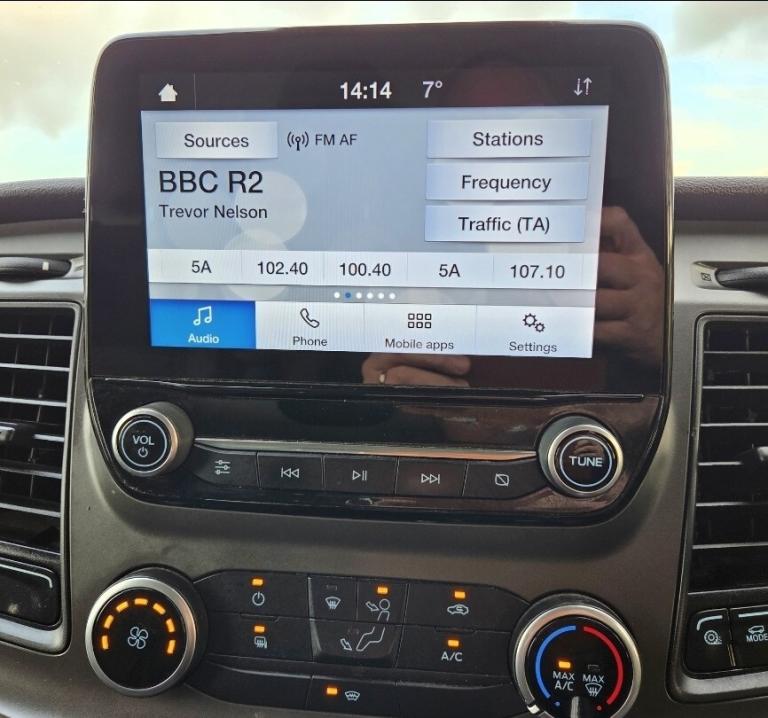 14:14 7°
Sources FM AF Stations
BBC R2 Frequency
Trevor Nelson Traffic (TA)
5A 102.40 100.40 5A 107.10
Audio Phone Mobile apps Settings
VOL TUNE
A/C
MAX A/C MAX
MODE